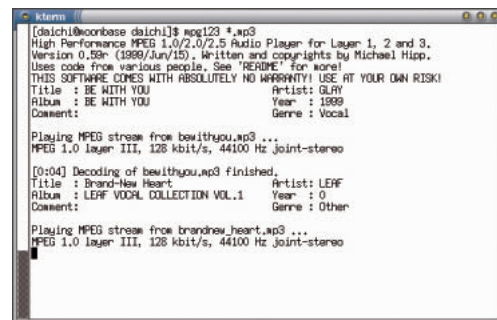 kterm
[daichi@moonbase daichi]$ mpg123 *.mp3
High Performance MPEG 1.0/2.0/2.5 Audio Player for Layer 1, 2 and 3.
Version 0.59r (1999/Jun/15). Written and copyrights by Michael Hipp.
Uses code from various people. See 'README' for more!
THIS SOFTWARE COMES WITH ABSOLUTELY NO WARRANTY! USE AT YOUR OWN RISK!
Title : BE WITH YOU Artist: GLAY
Album : BE WITH YOU Year : 1999
Comment: Genre : Vocal
Playing MPEG stream from bewithyou.mp3 ...
MPEG 1.0 layer III, 128 kbit/s, 44100 Hz joint-stereo
[0:04] Decoding of bewithyou.mp3 finished.
Title : Brand-New Heart Artist: LEAF
Album : LEAF VOCAL COLLECTION VOL.1 Year : 0
Comment: Genre : Other
Playing MPEG stream from brandnew_heart.mp3 ...
MPEG 1.0 layer III, 128 kbit/s, 44100 Hz joint-stereo